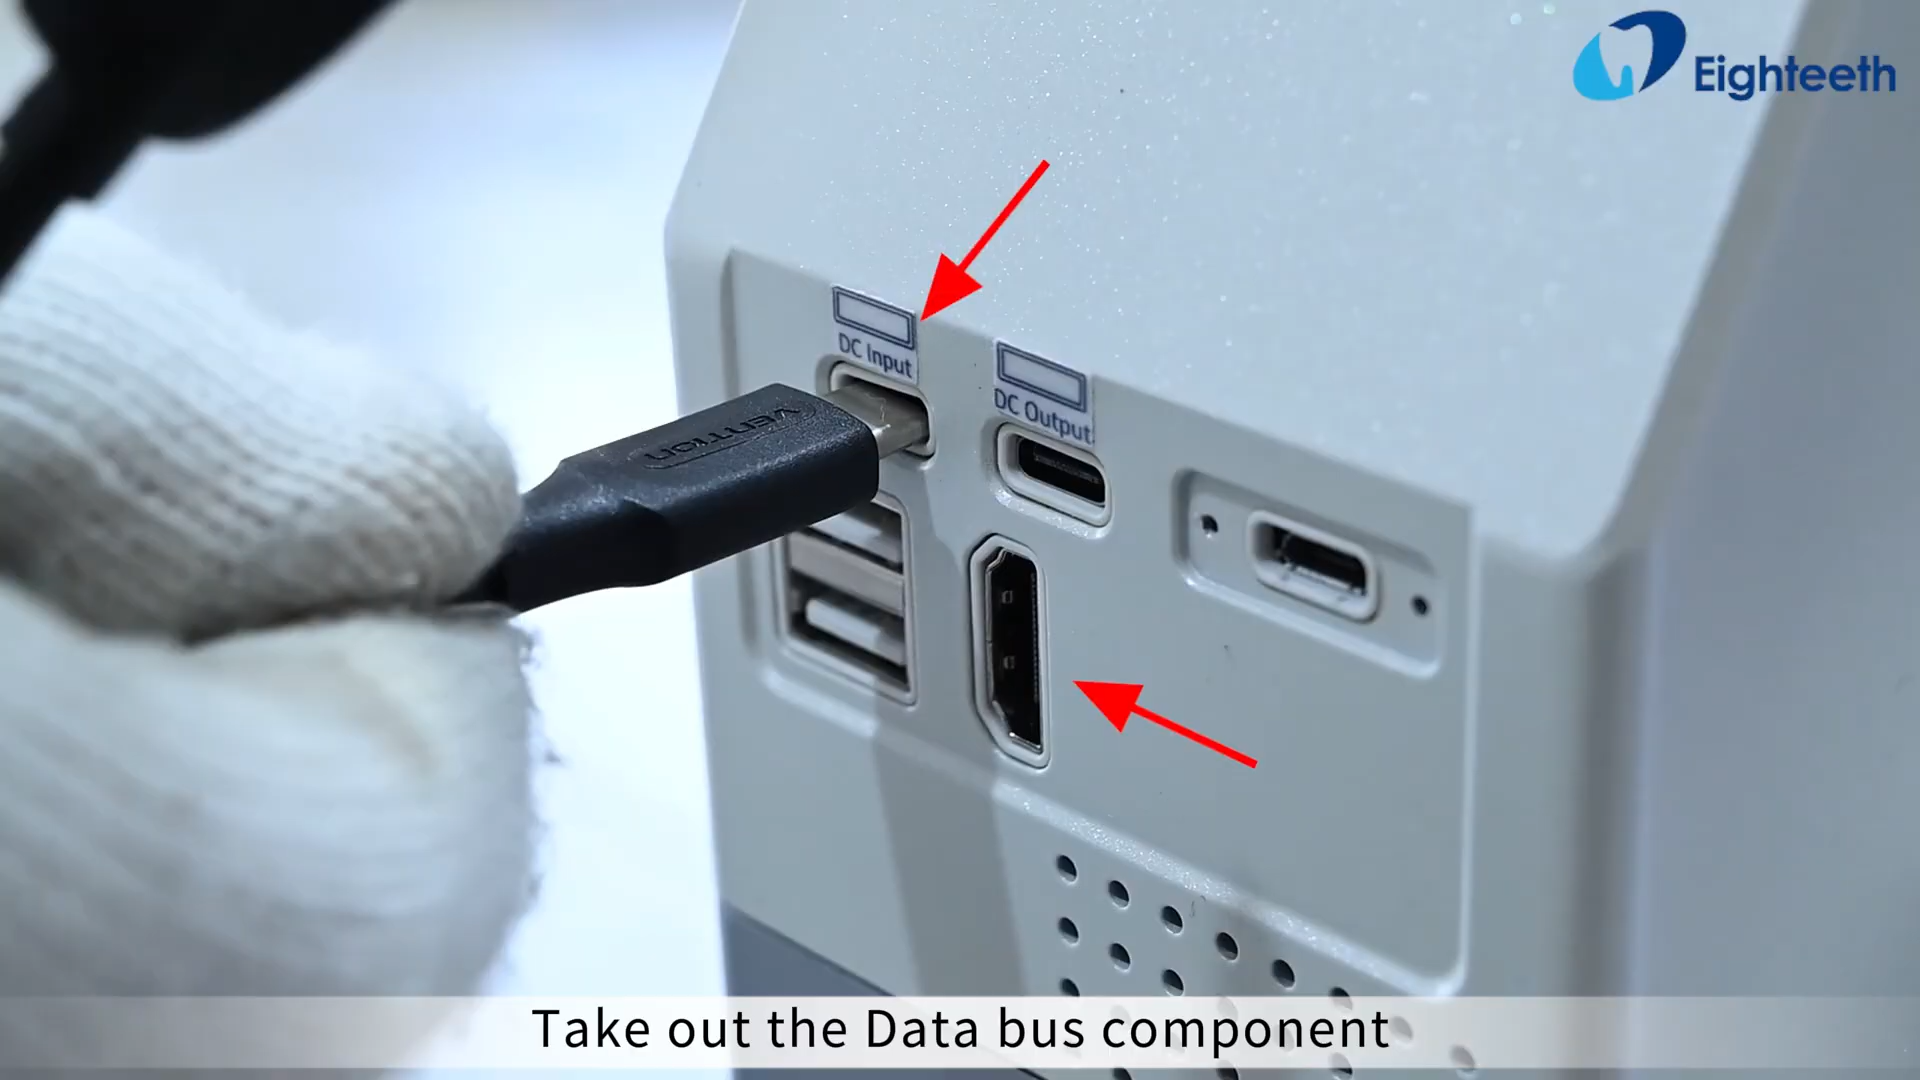 Eighteeth
DC Input
DC Output
VENTION
Take out the Data bus component